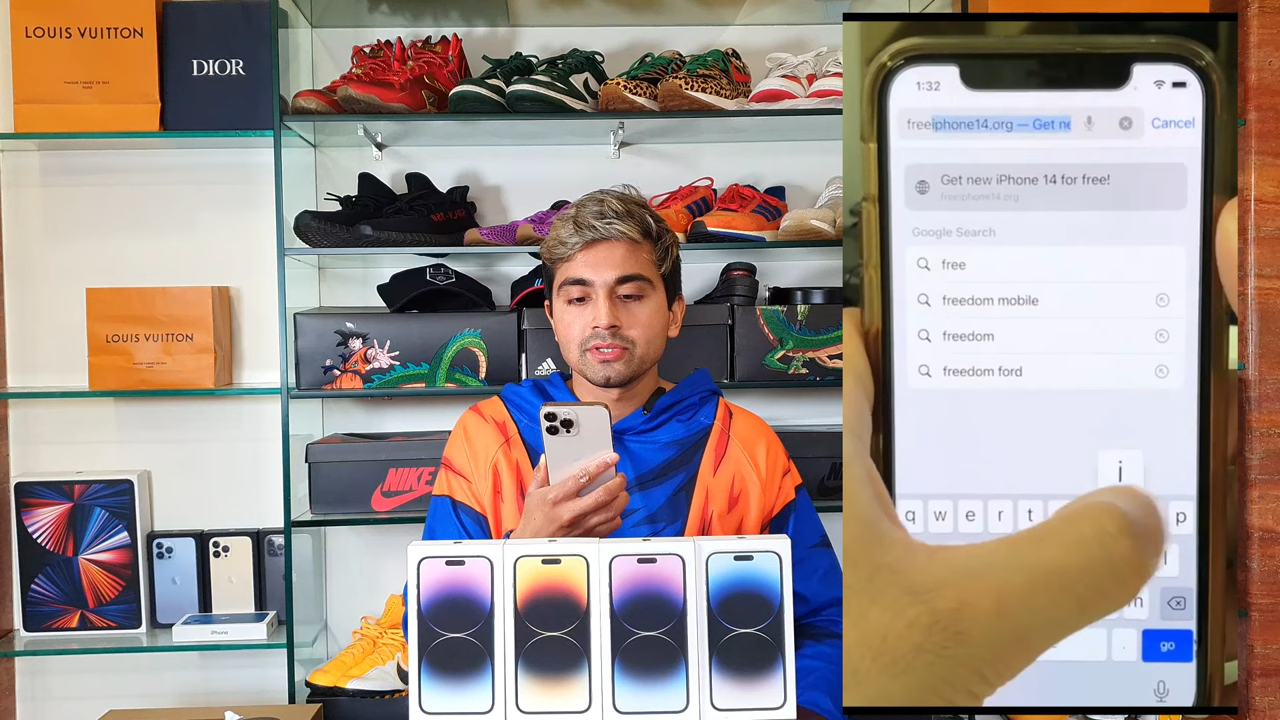 LOUIS VUITTON
DIOR
LOUIS VUITTON
iPhone
adidas
NIKE
1:32
freeiphone14.org — Get ne
Cancel
Get new iPhone 14 for free!
freeiphone14.org
Google Search
free
freedom mobile
freedom
freedom ford
i
q w e r t p
l
m
.
go